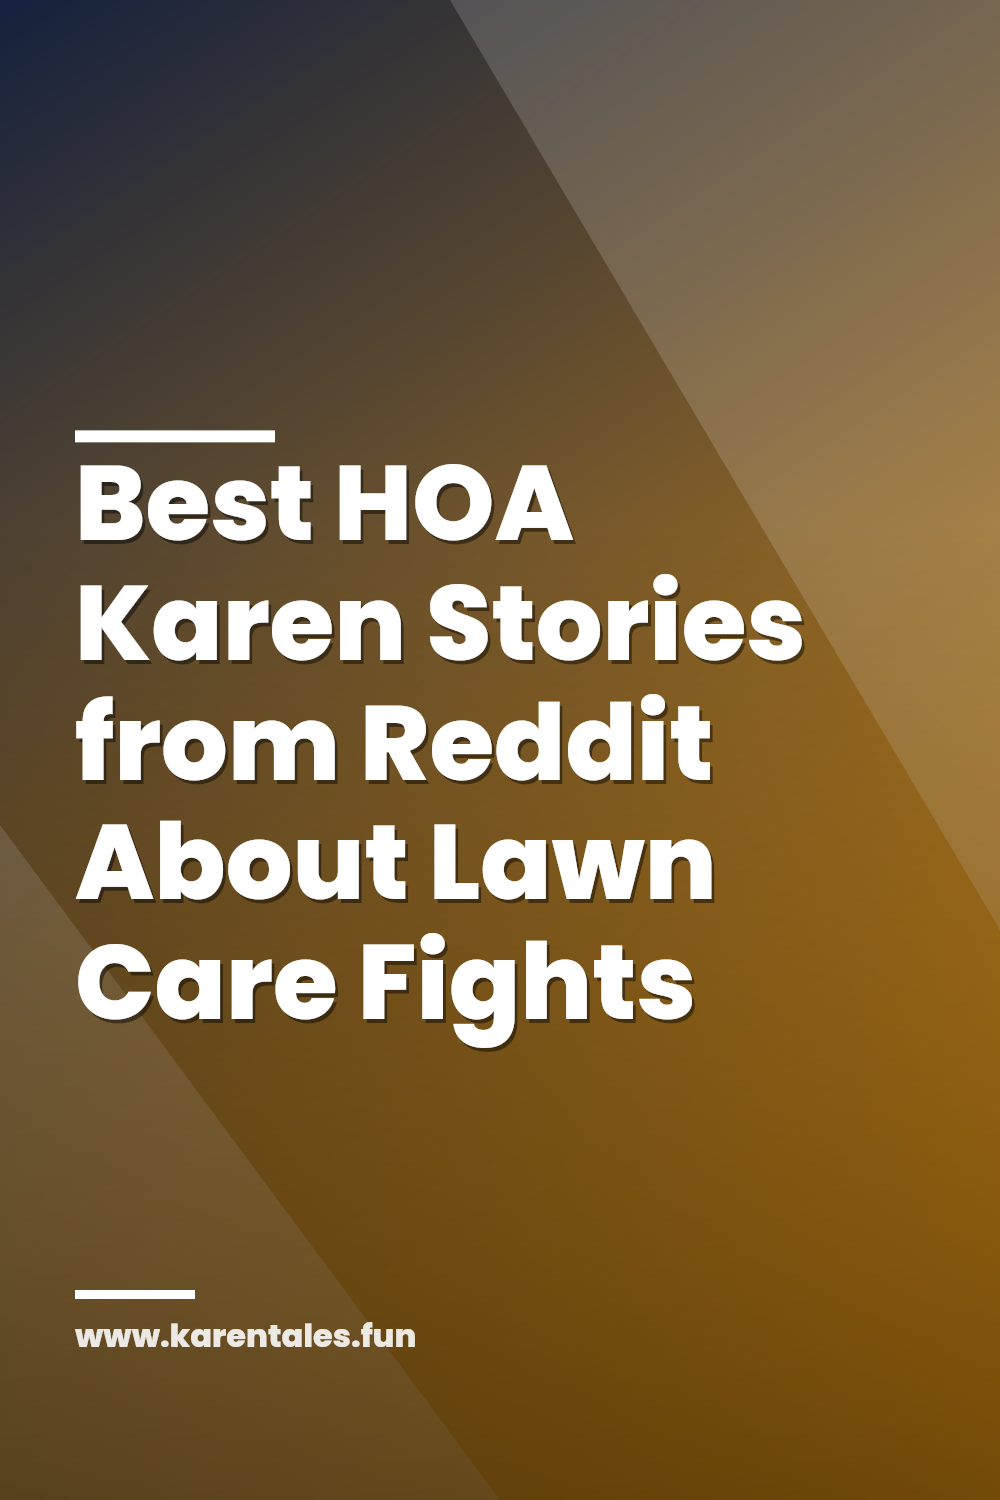 Best HOA
Karen Stories
from Reddit
About Lawn
Care Fights
www.karentales.fun